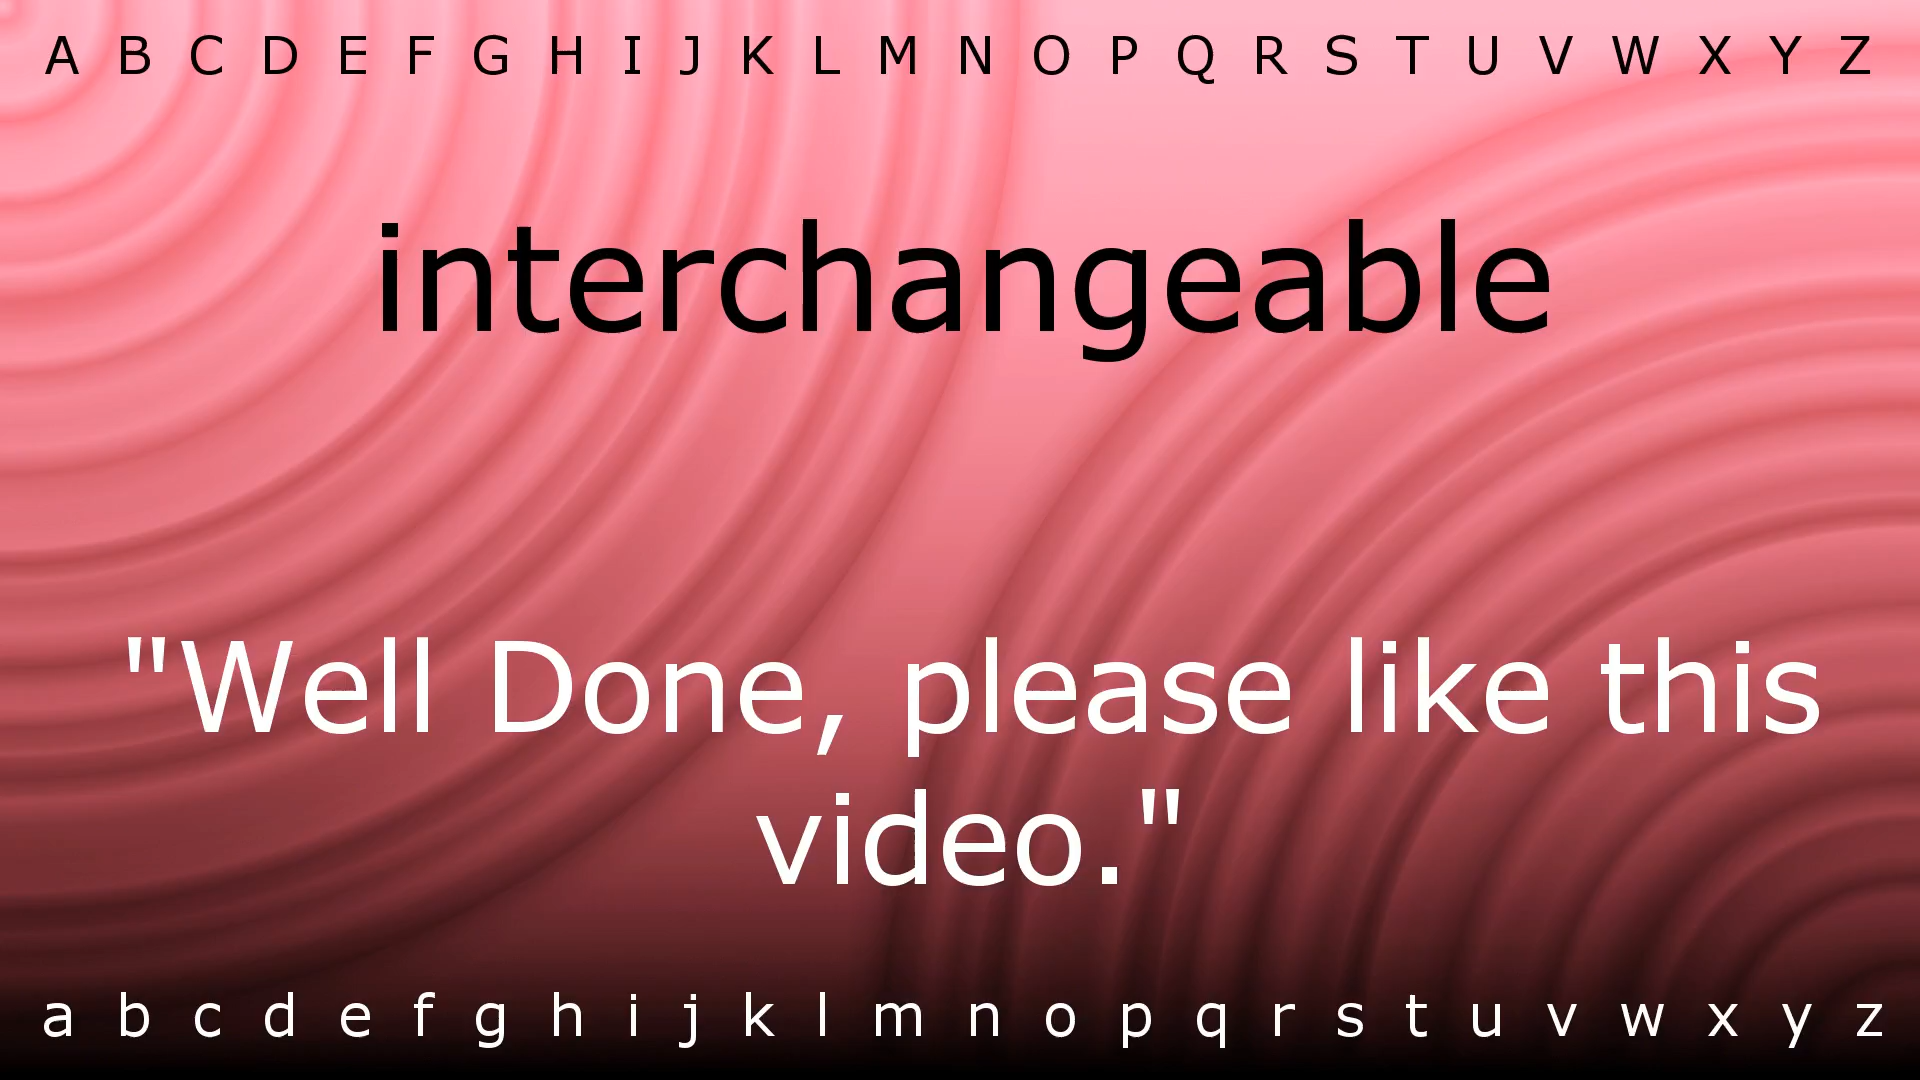 A B C D E F G H I J K L M N O P Q R S T U V W X Y Z
interchangeable
"Well Done, please like this
video."
a b c d e f g h i j k l m n o p q r s t u v w x y z